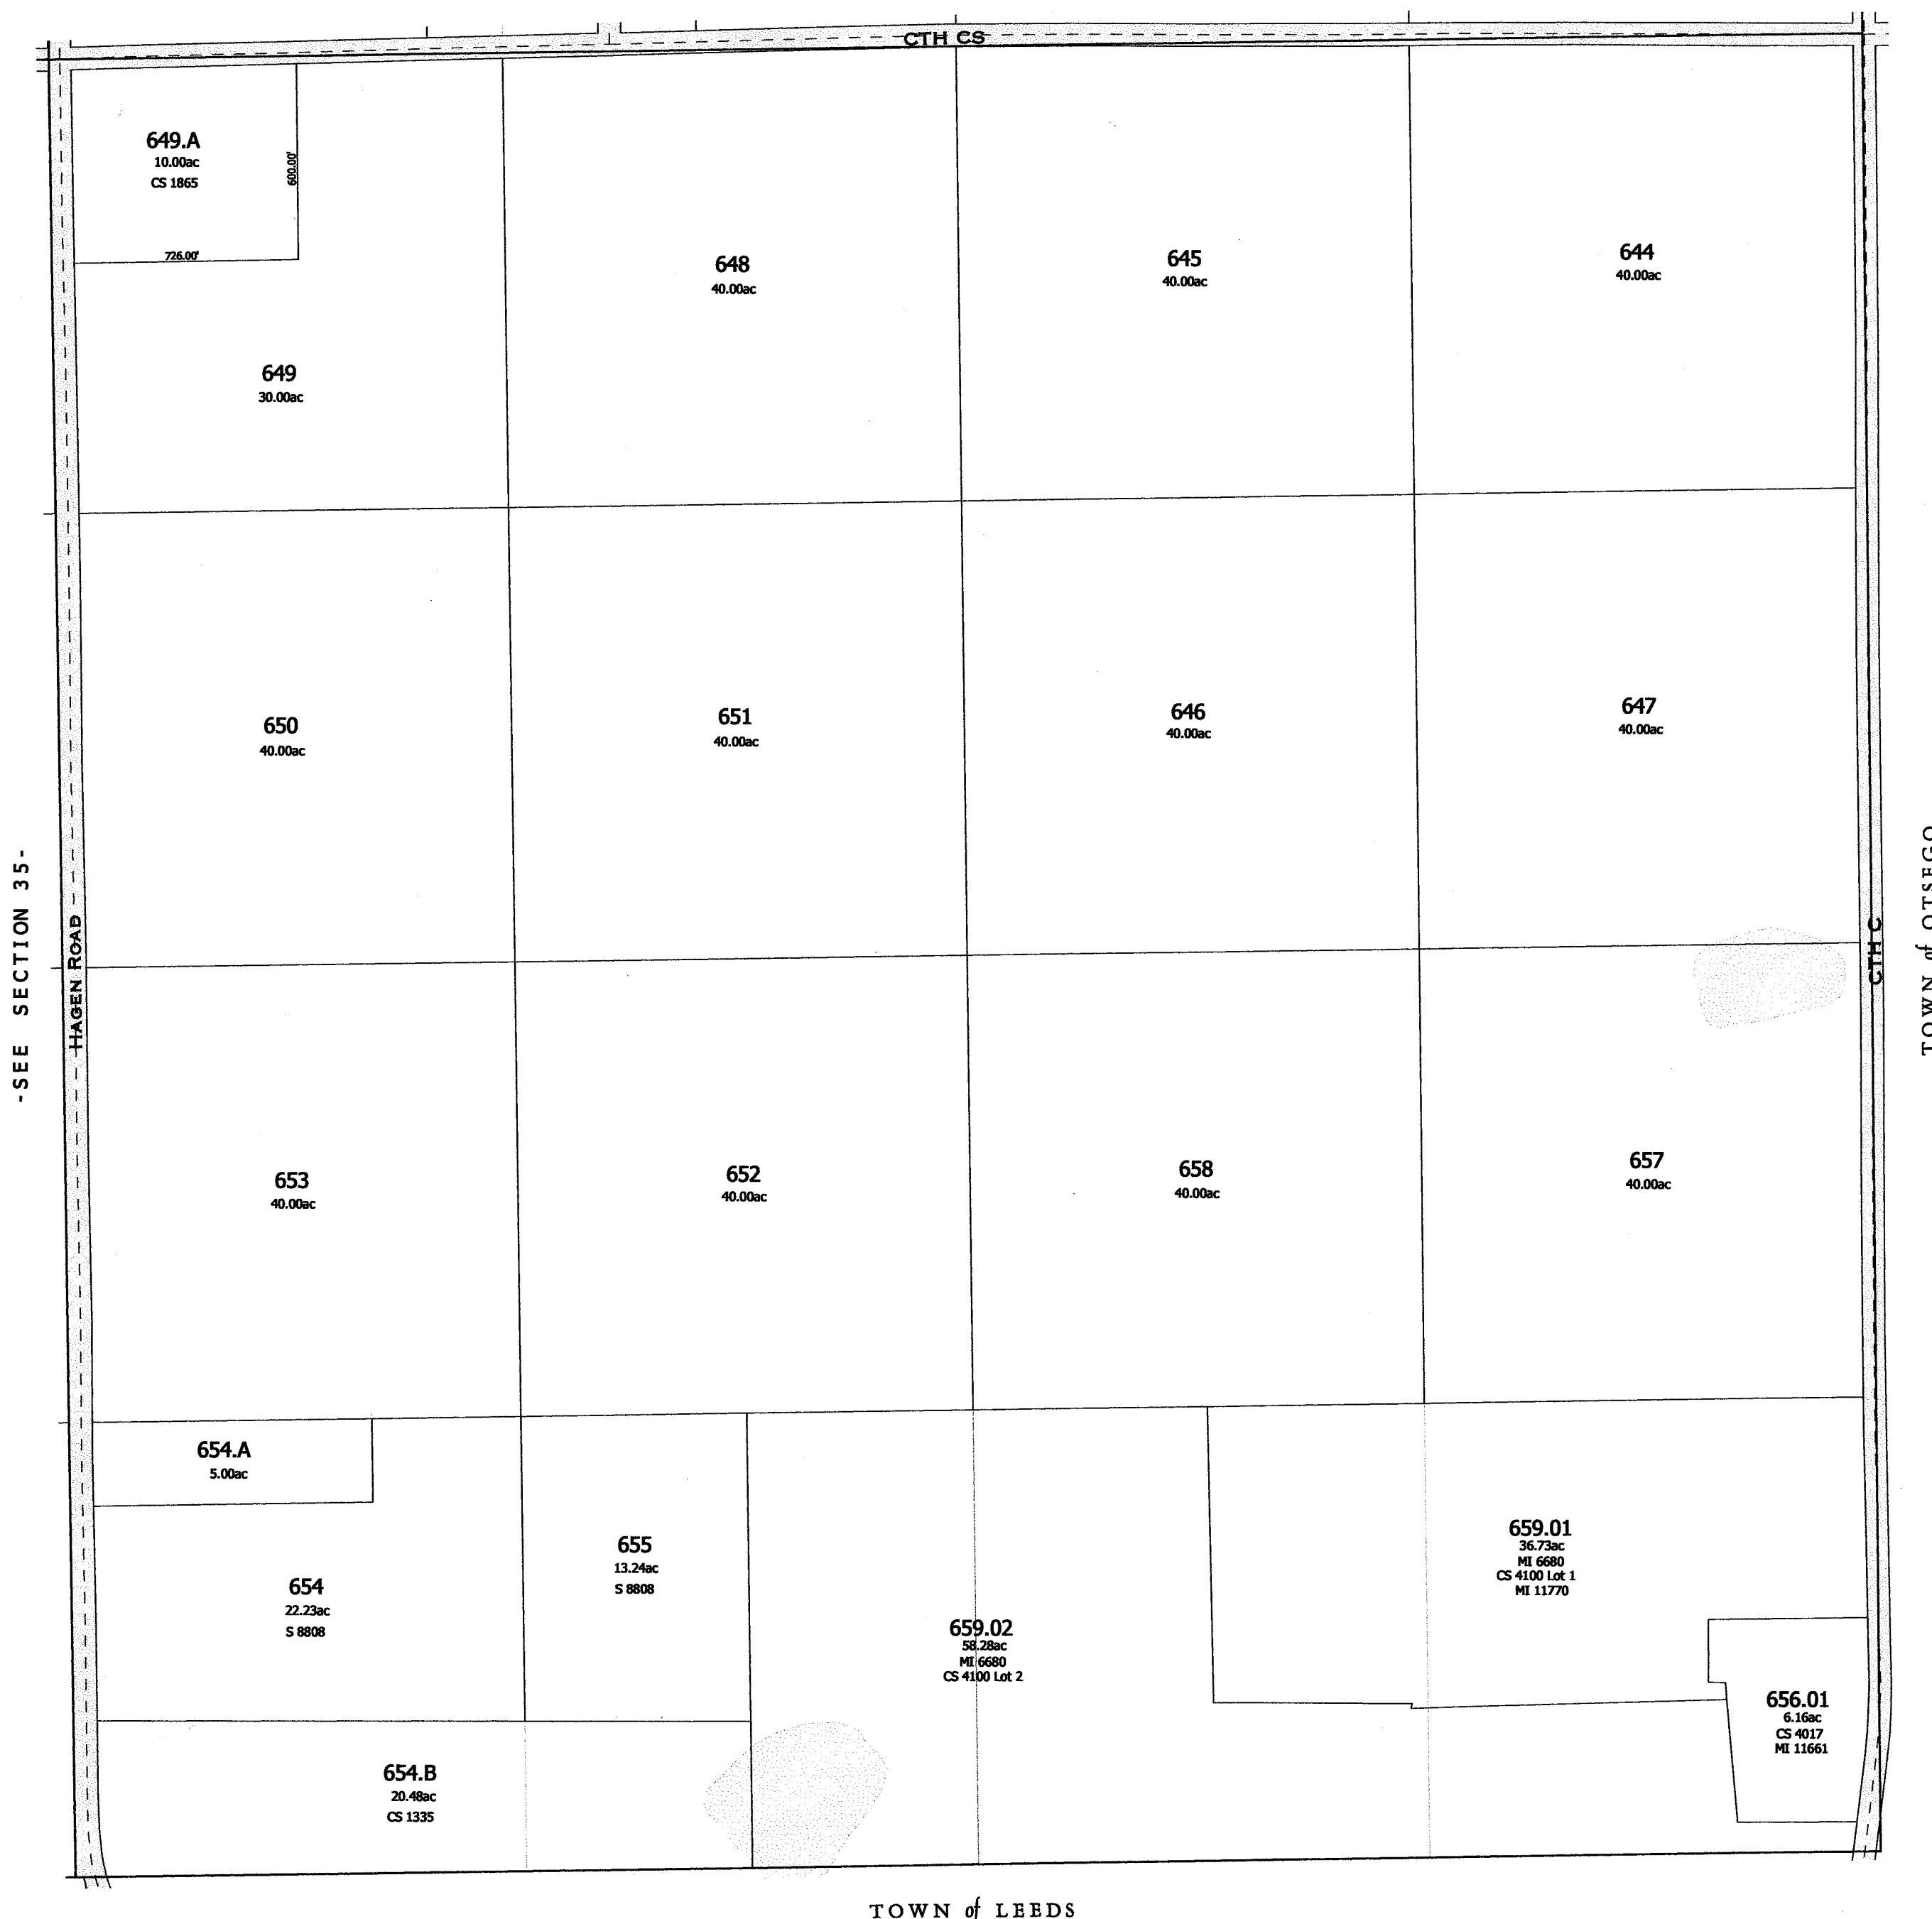 CTH CS
649.A
10.00ac
CS 1865
600.00'
726.00'
649
30.00ac
648
40.00ac
645
40.00ac
644
40.00ac
650
40.00ac
651
40.00ac
646
40.00ac
647
40.00ac
-SEE SECTION 35-
HAGEN ROAD
CTH C
TOWN of OTSEGO
653
40.00ac
652
40.00ac
658
40.00ac
657
40.00ac
654.A
5.00ac
654
22.23ac
S 8808
655
13.24ac
S 8808
659.02
58.28ac
MI 6680
CS 4100 Lot 2
659.01
36.73ac
MI 6680
CS 4100 Lot 1
MI 11770
656.01
6.16ac
CS 4017
MI 11661
654.B
20.48ac
CS 1335
TOWN of LEEDS